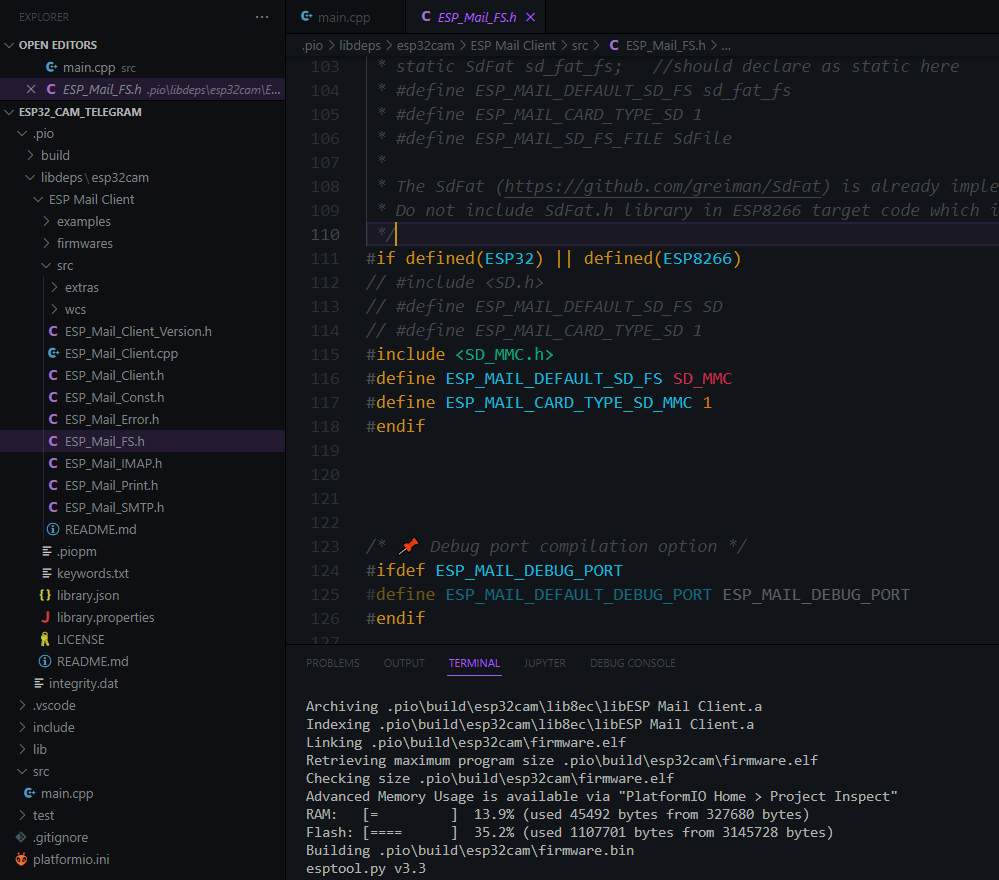 EXPLORER
...
OPEN EDITORS
main.cpp src
ESP_Mail_FS.h .pio\libdeps\esp32cam\E...
ESP32_CAM_TELEGRAM
.pio
build
libdeps\esp32cam
ESP Mail Client
examples
firmwares
src
extras
wcs
ESP_Mail_Client_Version.h
ESP_Mail_Client.cpp
ESP_Mail_Client.h
ESP_Mail_Const.h
ESP_Mail_Error.h
ESP_Mail_FS.h
ESP_Mail_IMAP.h
ESP_Mail_Print.h
ESP_Mail_SMTP.h
README.md
.piopm
keywords.txt
library.json
library.properties
LICENSE
README.md
integrity.dat
.vscode
include
lib
src
main.cpp
test
.gitignore
platformio.ini
main.cpp
ESP_Mail_FS.h
.pio > libdeps > esp32cam > ESP Mail Client > src > ESP_Mail_FS.h > ...
103 * static SdFat sd_fat_fs;   //should declare as static here
104 * #define ESP_MAIL_DEFAULT_SD_FS sd_fat_fs
105 * #define ESP_MAIL_CARD_TYPE_SD 1
106 * #define ESP_MAIL_SD_FS_FILE SdFile
107 *
108 * The SdFat (https://github.com/greiman/SdFat) is already imple
109 * Do not include SdFat.h library in ESP8266 target code which i
110 */
111 #if defined(ESP32) || defined(ESP8266)
112 // #include <SD.h>
113 // #define ESP_MAIL_DEFAULT_SD_FS SD
114 // #define ESP_MAIL_CARD_TYPE_SD 1
115 #include <SD_MMC.h>
116 #define ESP_MAIL_DEFAULT_SD_FS SD_MMC
117 #define ESP_MAIL_CARD_TYPE_SD_MMC 1
118 #endif
119
120
121
122
123 /* 📌 Debug port compilation option */
124 #ifdef ESP_MAIL_DEBUG_PORT
125 #define ESP_MAIL_DEFAULT_DEBUG_PORT ESP_MAIL_DEBUG_PORT
126 #endif
127
PROBLEMS OUTPUT TERMINAL JUPYTER DEBUG CONSOLE
Archiving .pio\build\esp32cam\lib8ec\libESP Mail Client.a
Indexing .pio\build\esp32cam\lib8ec\libESP Mail Client.a
Linking .pio\build\esp32cam\firmware.elf
Retrieving maximum program size .pio\build\esp32cam\firmware.elf
Checking size .pio\build\esp32cam\firmware.elf
Advanced Memory Usage is available via "PlatformIO Home > Project Inspect"
RAM:   [=         ]  13.9% (used 45492 bytes from 327680 bytes)
Flash: [====      ]  35.2% (used 1107701 bytes from 3145728 bytes)
Building .pio\build\esp32cam\firmware.bin
esptool.py v3.3